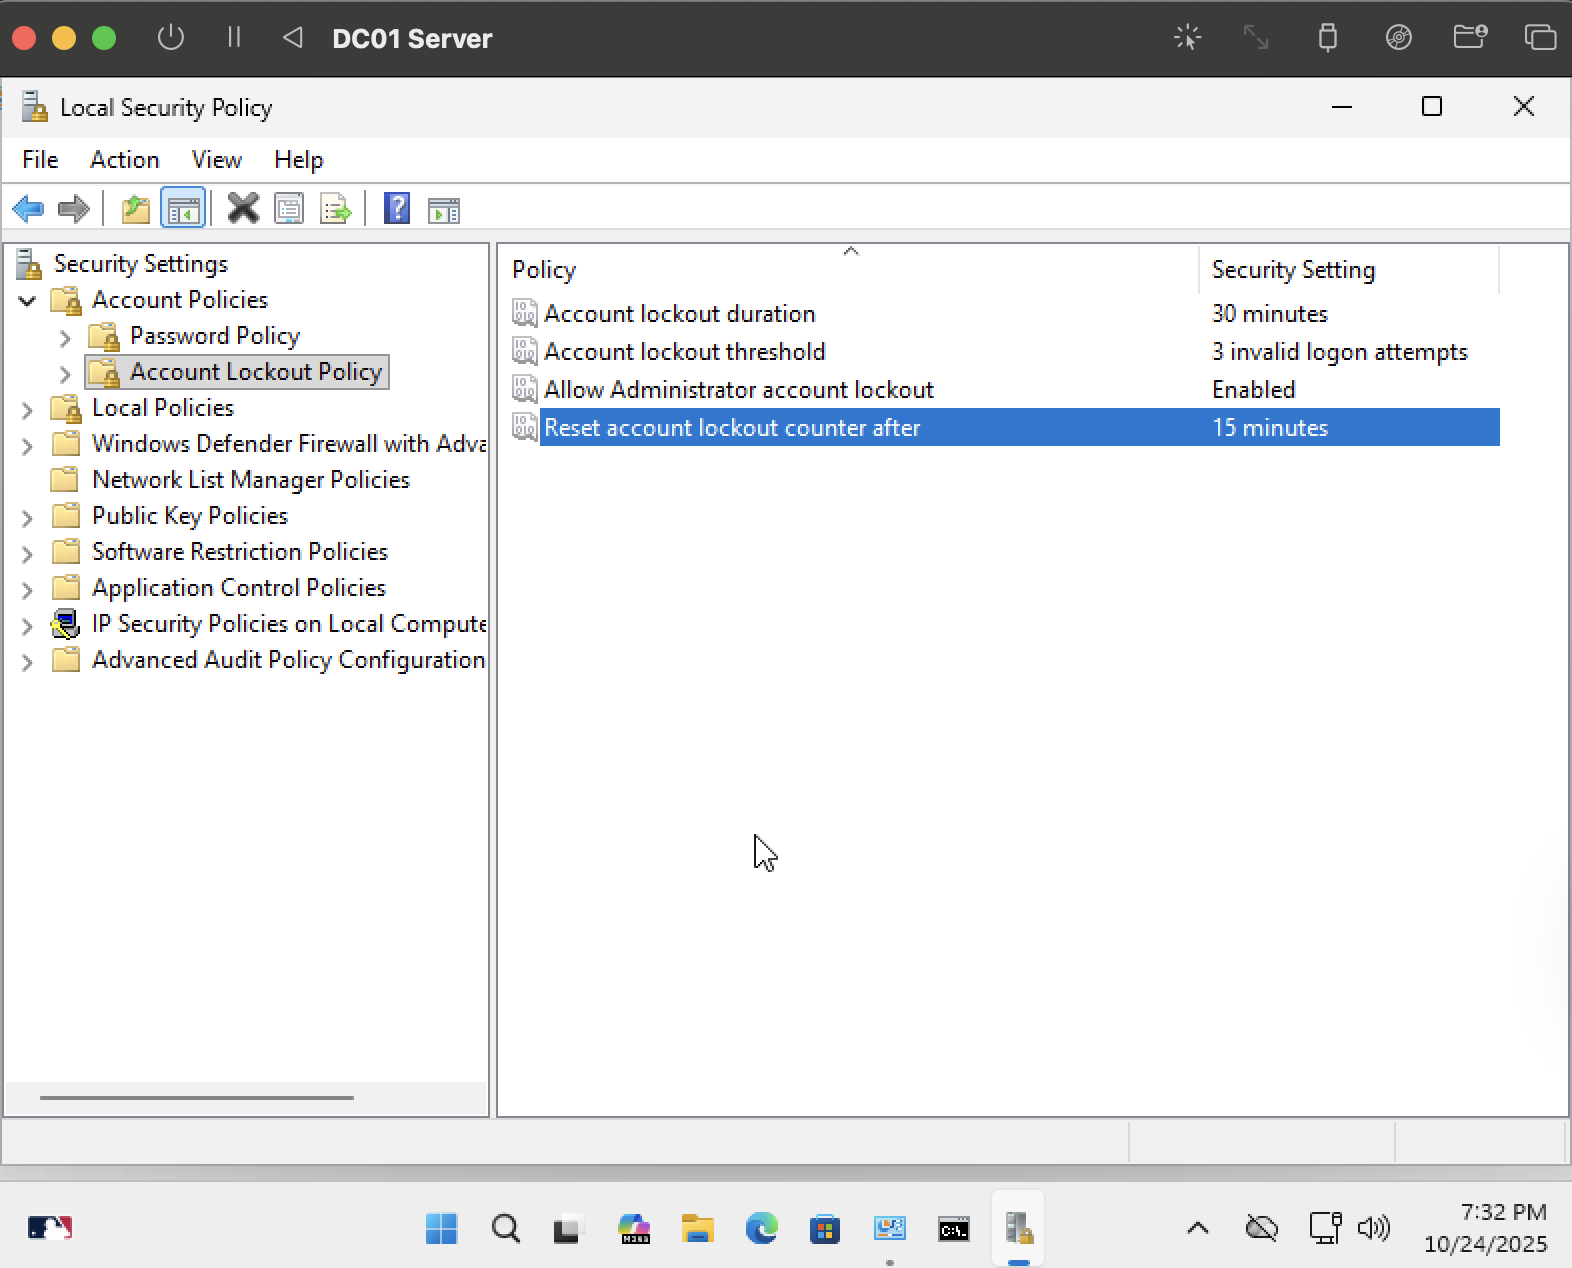 DC01 Server
Local Security Policy
File Action View Help
Security Settings
Account Policies
Password Policy
Account Lockout Policy
Local Policies
Windows Defender Firewall with Adva
Network List Manager Policies
Public Key Policies
Software Restriction Policies
Application Control Policies
IP Security Policies on Local Compute
Advanced Audit Policy Configuration
Policy Security Setting
Account lockout duration 30 minutes
Account lockout threshold 3 invalid logon attempts
Allow Administrator account lockout Enabled
Reset account lockout counter after 15 minutes
M365
C:\.
7:32 PM
10/24/2025